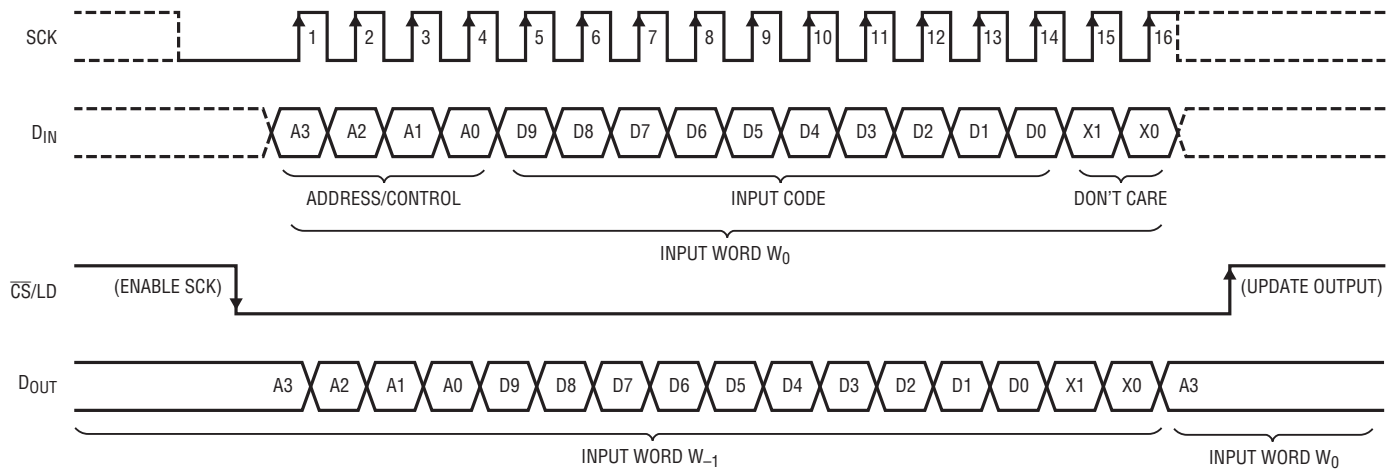 SCK 1 2 3 4 5 6 7 8 9 10 11 12 13 14 15 16
DIN A3 A2 A1 A0 D9 D8 D7 D6 D5 D4 D3 D2 D1 D0 X1 X0
ADDRESS/CONTROL INPUT CODE DON'T CARE
INPUT WORD W0
CS/LD (ENABLE SCK) (UPDATE OUTPUT)
DOUT A3 A2 A1 A0 D9 D8 D7 D6 D5 D4 D3 D2 D1 D0 X1 X0 A3
INPUT WORD W–1 INPUT WORD W0